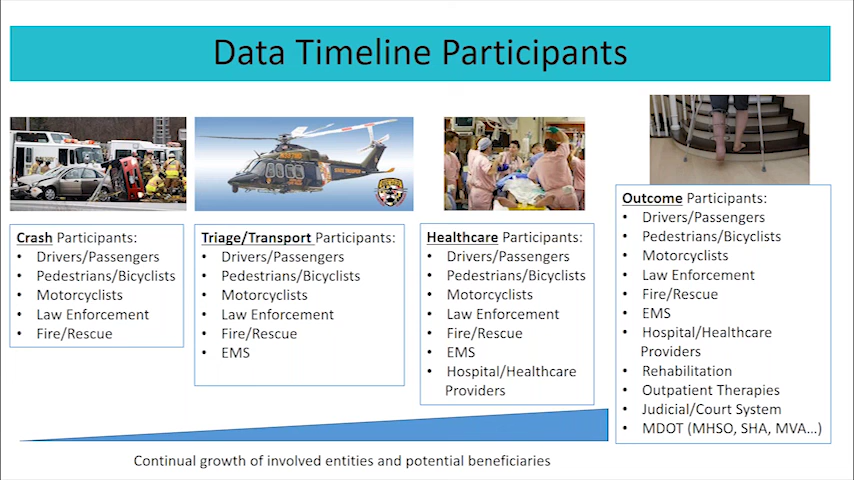 Data Timeline Participants
Crash Participants:
• Drivers/Passengers
• Pedestrians/Bicyclists
• Motorcyclists
• Law Enforcement
• Fire/Rescue
Triage/Transport Participants:
• Drivers/Passengers
• Pedestrians/Bicyclists
• Motorcyclists
• Law Enforcement
• Fire/Rescue
• EMS
Healthcare Participants:
• Drivers/Passengers
• Pedestrians/Bicyclists
• Motorcyclists
• Law Enforcement
• Fire/Rescue
• EMS
• Hospital/Healthcare
Providers
Outcome Participants:
• Drivers/Passengers
• Pedestrians/Bicyclists
• Motorcyclists
• Law Enforcement
• Fire/Rescue
• EMS
• Hospital/Healthcare
Providers
• Rehabilitation
• Outpatient Therapies
• Judicial/Court System
• MDOT (MHSO, SHA, MVA…)
Continual growth of involved entities and potential beneficiaries